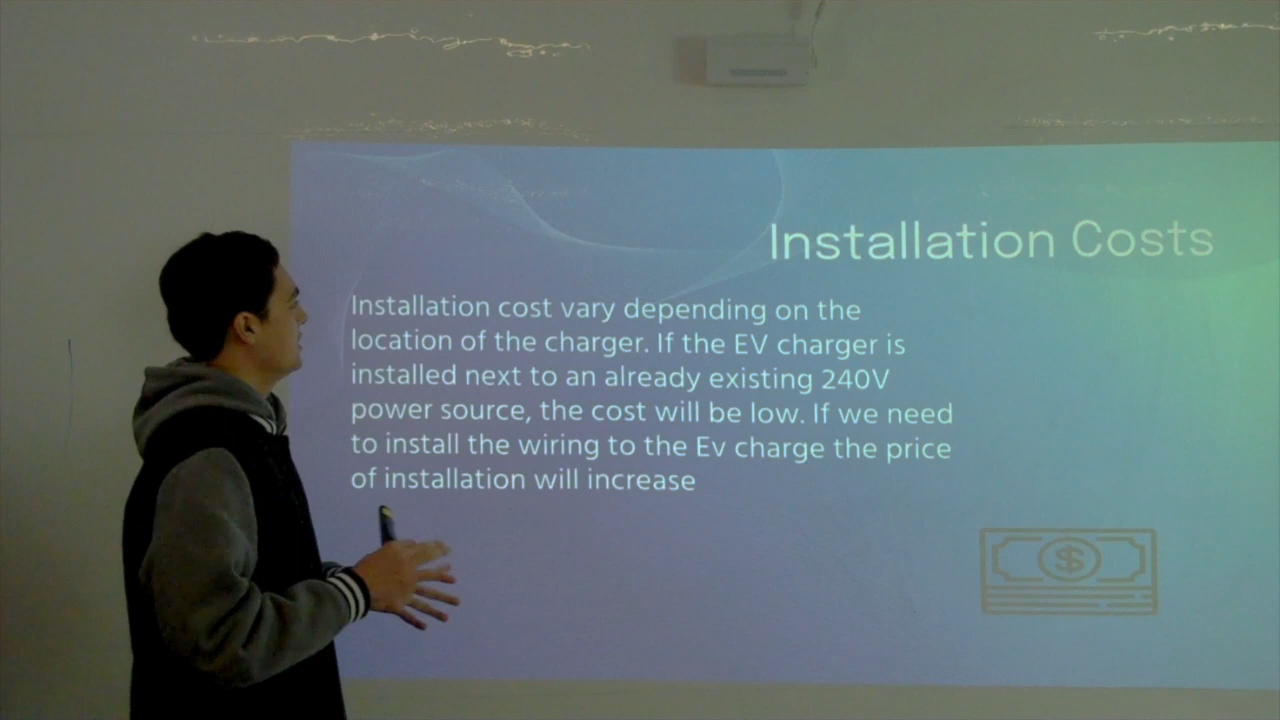 Installation Costs
Installation cost vary depending on the
location of the charger. If the EV charger is
installed next to an already existing 240V
power source, the cost will be low. If we need
to install the wiring to the Ev charge the price
of installation will increase
$